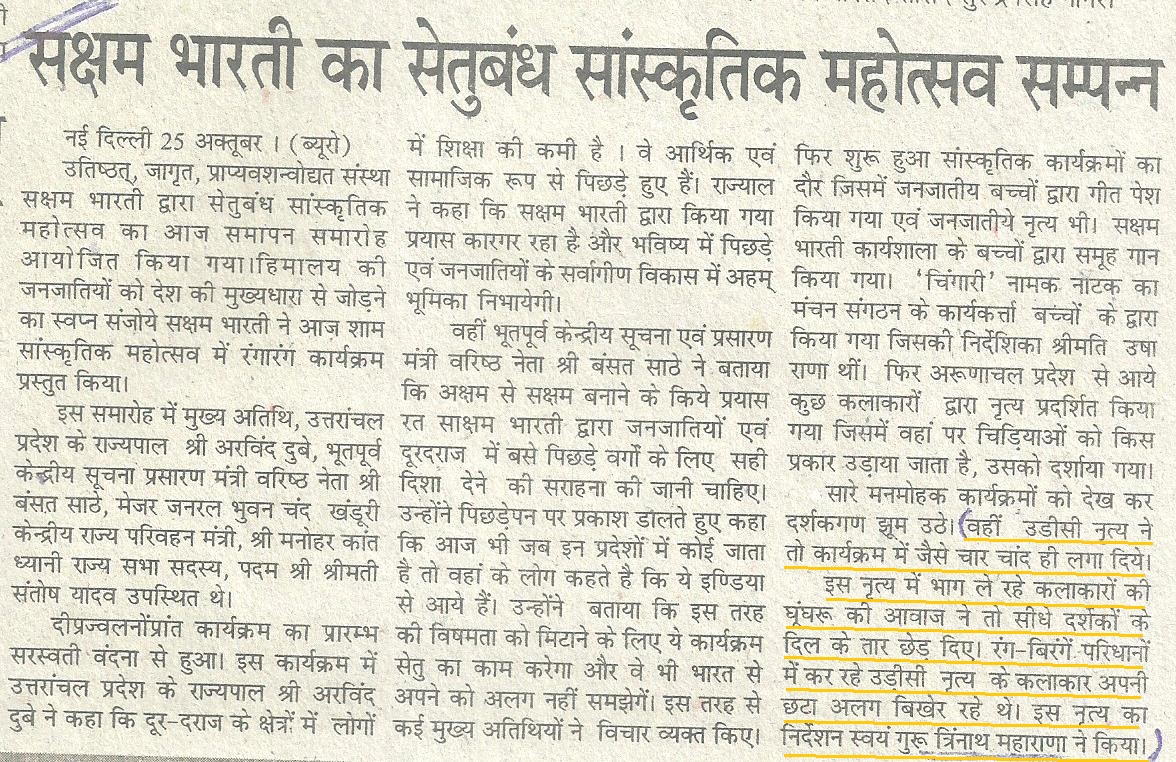 सक्षम भारती का सेतुबंध सांस्कृतिक महोत्सव सम्पन्न
नई दिल्ली 25 अक्तूबर । (ब्यूरो)
उतिष्ठत्, जागृत, प्राप्यवशन्वोद्यत संस्था
सक्षम भारती द्वारा सेतुबंध सांस्कृतिक
महोत्सव का आज समापन समारोह
आयोजित किया गया।हिमालय की
जनजातियों को देश की मुख्यधारा से जोड़ने
का स्वप्न संजोये सक्षम भारती ने आज़ शाम
सांस्कृतिक महोत्सव में रंगारंग कार्यक्रम
प्रस्तुत किया।
इस समारोह में मुख्य अतिथि, उत्तरांचल
प्रदेश के राज्यपाल श्री अरविंद दुबे, भूतपूर्व
केन्द्रीय सूचना प्रसारण मंत्री वरिष्ठ नेता श्री
बंसत साठे, मेजर जनरल भुवन चंद खंडूरी
केन्द्रीय राज्य परिवहन मंत्री, श्री मनोहर कांत
ध्यानी राज्य सभा सदस्य, पदम श्री श्रीमती
संतोष यादव उपस्थित थे।
दीप्रज्वलनोंप्रांत कार्यक्रम का प्रारम्भ
सरस्वती वंदना से हुआ। इस कार्यक्रम में
उत्तरांचल प्रदेश के राज्यपाल श्री अरविंद
दुबे ने कहा कि दूर-दराज के क्षेत्रों में लोगों
में शिक्षा की कमी है । वे आर्थिक एवं
सामाजिक रूप से पिछड़े हुए हैं। राज्याल
ने कहा कि सक्षम भारती द्वारा किया गया
प्रयास कारगर रहा है और भविष्य में पिछड़े
एवं जनजातियों के सर्वागीण विकास में अहम्
भूमिका निभायेगी।
वहीं भूतपूर्व केन्द्रीय सूचना एवं प्रसारण
मंत्री वरिष्ठ नेता श्री बंसत साठे ने बताया
कि अक्षम से सक्षम बनाने के किये प्रयास
रत साक्षम भारती द्वारा जनजातियों एवं
दूरदराज में बसे पिछड़े वर्गो के लिए सही
दिशा देने की सराहना की जानी चाहिए।
उन्होंने पिछड़ेपन पर प्रकाश डालते हुए कहा
कि आज भी जब इन प्रदेशों में कोई जाता
है तो वहां के लोग कहते है कि ये इण्डिया
से आये हैं। उन्होंने बताया कि इस तरह
की विषमता को मिटाने के लिए ये कार्यक्रम
सेतु का काम करेगा और वे भी भारत से
अपने को अलग नहीं समझेगें। इस तरह से
कई मुख्य अतिथियों ने विचार व्यक्त किए।
फिर शुरू हुआ सांस्कृतिक कार्यक्रमों का
दौर जिसमें जनजातीय बच्चों द्वारा गीत पेश
किया गया एवं जनजातीये नृत्य भी। सक्षम
भारती कार्यशाला के बच्चों द्वारा समूह गान
किया गया। ‘चिंगारी’ नामक नाटक का
मंचन संगठन के कार्यकर्त्ता बच्चों के द्वारा
किया गया जिसकी निर्देशिका श्रीमति उषा
राणा थीं। फिर अरूणाचल प्रदेश से आये
कुछ कलाकारों द्वारा नृत्य प्रदर्शित किया
गया जिसमें वहां पर चिड़ियाओं को किस
प्रकार उड़ाया जाता है, उसको दर्शाया गया।
सारे मनमोहक कार्यक्रमों को देख कर
दर्शकगण झूम उठे। (वहीं उडीसी नृत्य ने
तो कार्यक्रम में जैसे चार चांद ही लगा दिये।
इस नृत्य में भाग ले रहे कलाकारों की
घूंघरू की आवाज ने तो सीधे दर्शकों के
दिल के तार छेड़ दिए। रंग-बिरंगें परिधानों
में कर रहे उडीसी नृत्य के कलाकार अपनी
छटा अलग बिखेर रहे थे। इस नृत्य का
निर्देशन स्वयं गुरू त्रिंनाथ महाराणा ने किया।)